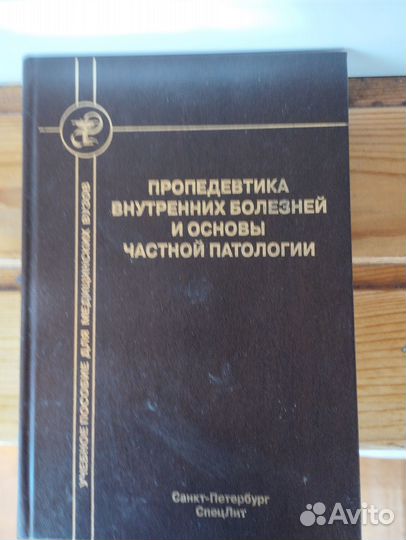 ПРОПЕДЕВТИКА
ВНУТРЕННИХ БОЛЕЗНЕЙ
И ОСНОВЫ
ЧАСТНОЙ ПАТОЛОГИИ
УЧЕБНОЕ ПОСОБИЕ ДЛЯ МЕДИЦИНСКИХ ВУЗОВ
Санкт-Петербург
СпецЛит
Avito